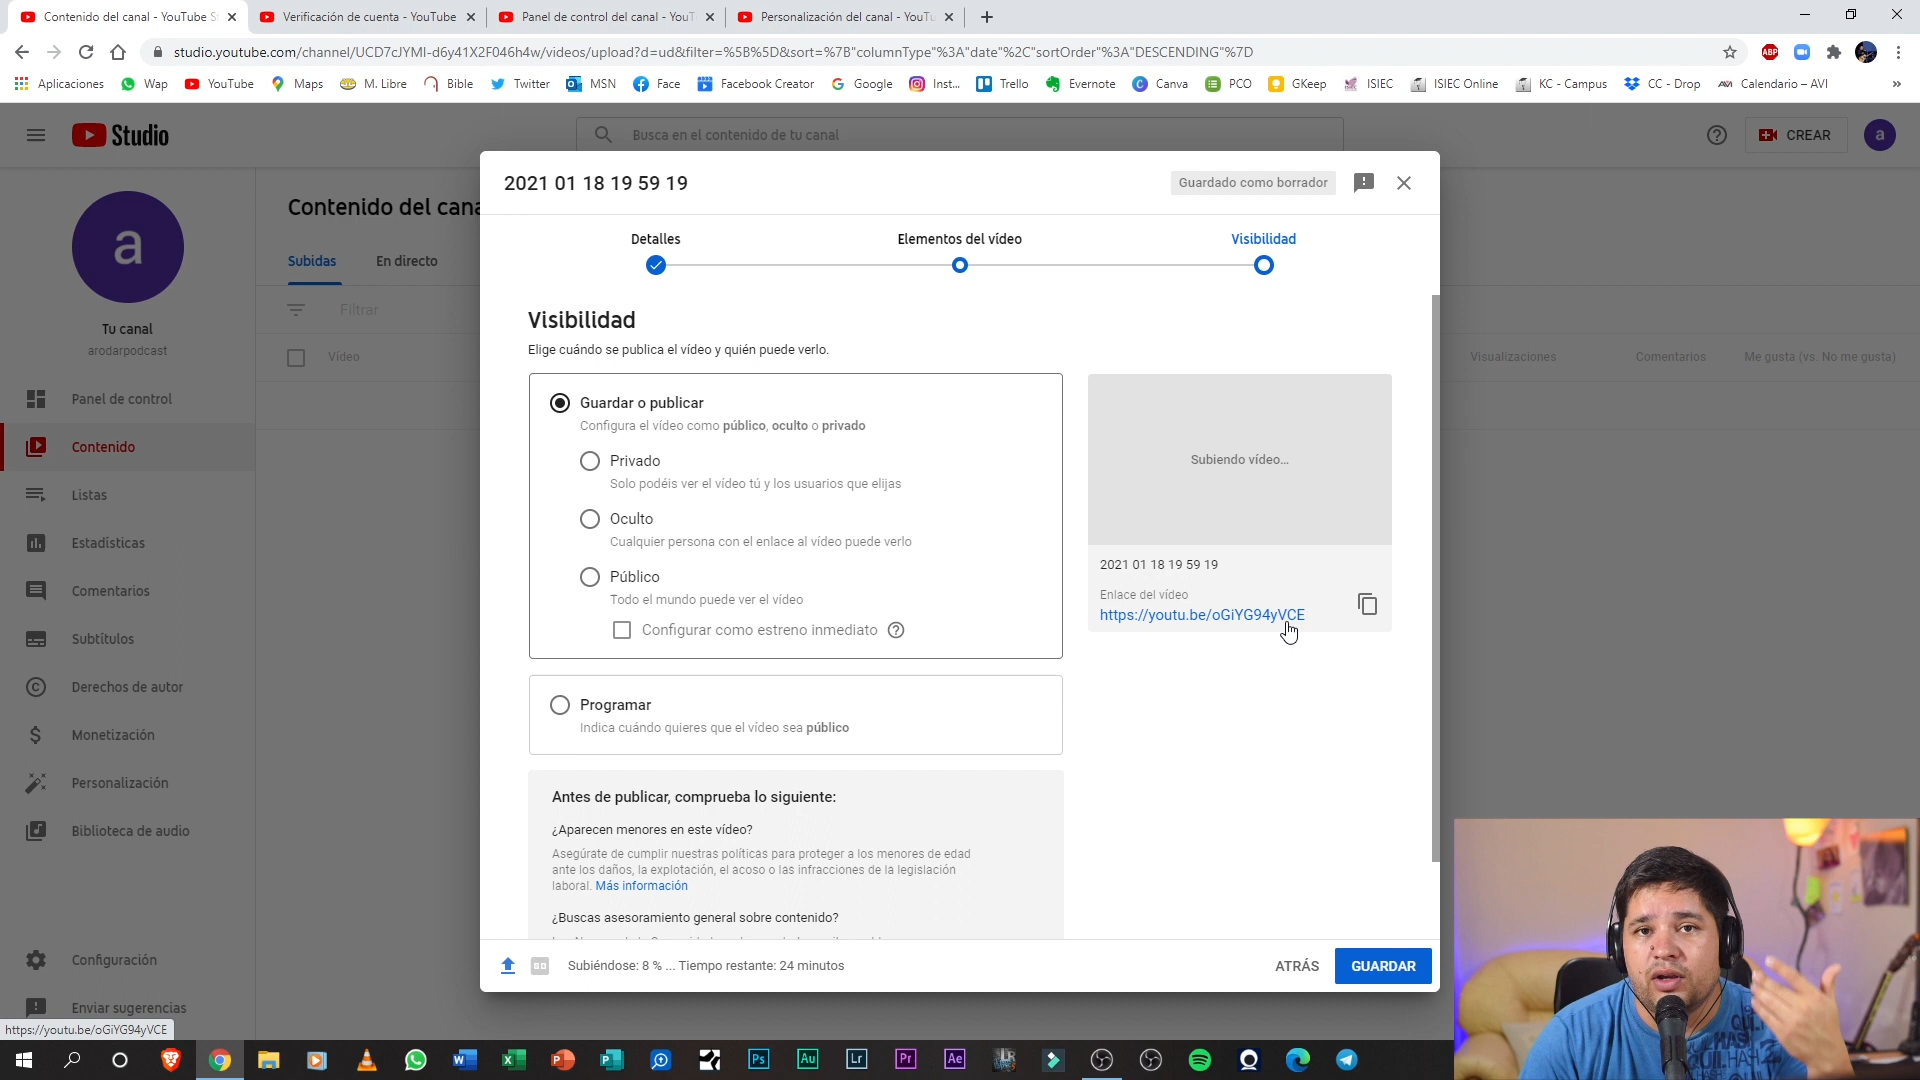 Contenido del canal - YouTube S
Verificación de cuenta - YouTube
Panel de control del canal - YouT
Personalización del canal - YouTu
studio.youtube.com/channel/UCD7cJYMI-d6y41X2F046h4w/videos/upload?d=ud&filter=%5B%5D&sort=%7B"columnType"%3A"date"%2C"sortOrder"%3A"DESCENDING"%7D
ABP
Aplicaciones
Wap
YouTube
Maps
M. Libre
Bible
Twitter
MSN
Face
Facebook Creator
Google
Inst...
Trello
Evernote
Canva
PCO
GKeep
ISIEC
ISIEC Online
KC - Campus
CC - Drop
Calendario – AVI
Studio
Busca en el contenido de tu canal
CREAR
a
a
Tu canal
arodarpodcast
Panel de control
Contenido
Listas
Estadísticas
Comentarios
Subtítulos
Derechos de autor
Monetización
Personalización
Biblioteca de audio
Configuración
Enviar sugerencias
https://youtu.be/oGiYG94yVCE
Contenido del cana
Subidas
En directo
Filtrar
Vídeo
Visualizaciones
Comentarios
Me gusta (vs. No me gusta)
2021 01 18 19 59 19
Guardado como borrador
Detalles
Elementos del vídeo
Visibilidad
Visibilidad
Elige cuándo se publica el vídeo y quién puede verlo.
Guardar o publicar
Configura el vídeo como público, oculto o privado
Privado
Solo podéis ver el vídeo tú y los usuarios que elijas
Oculto
Cualquier persona con el enlace al vídeo puede verlo
Público
Todo el mundo puede ver el vídeo
Configurar como estreno inmediato
Programar
Indica cuándo quieres que el vídeo sea público
Antes de publicar, comprueba lo siguiente:
¿Aparecen menores en este vídeo?
Asegúrate de cumplir nuestras políticas para proteger a los menores de edad
ante los daños, la explotación, el acoso o las infracciones de la legislación
laboral. Más información
¿Buscas asesoramiento general sobre contenido?
Subiendo vídeo...
2021 01 18 19 59 19
Enlace del vídeo
https://youtu.be/oGiYG94yVCE
Subiéndose: 8 % ... Tiempo restante: 24 minutos
ATRÁS
GUARDAR
Ps
Au
Lr
Pr
Ae